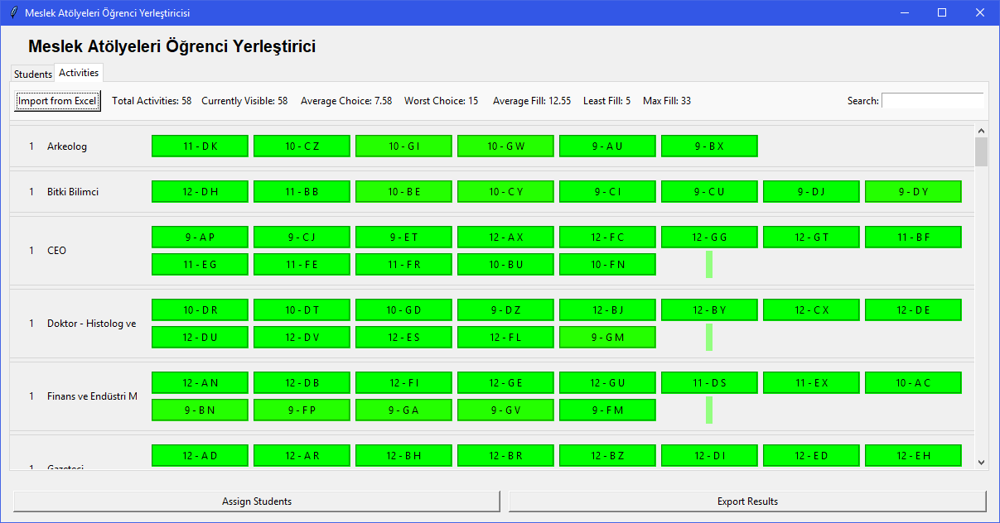 Meslek Atölyeleri Öğrenci Yerleştiricisi
Meslek Atölyeleri Öğrenci Yerleştirici
Students Activities
Import from Excel Total Activities: 58 Currently Visible: 58 Average Choice: 7.58 Worst Choice: 15 Average Fill: 12.55 Least Fill: 5 Max Fill: 33 Search:
1 Arkeolog 11 - D K 10 - C Z 10 - G I 10 - G W 9 - A U 9 - B X
1 Bitki Bilimci 12 - D H 11 - B B 10 - B E 10 - C Y 9 - C I 9 - C U 9 - D J 9 - D Y
9 - A P 9 - C J 9 - E T 12 - A X 12 - F C 12 - G G 12 - G T 11 - B F
1 CEO
11 - E G 11 - F E 11 - F R 10 - B U 10 - F N
10 - D R 10 - D T 10 - G D 9 - D Z 12 - B J 12 - B Y 12 - C X 12 - D E
1 Doktor - Histolog ve
12 - D U 12 - D V 12 - E S 12 - F L 9 - G M
12 - A N 12 - D B 12 - F I 12 - G E 12 - G U 11 - D S 11 - E X 10 - A C
1 Finans ve Endüstri M
9 - B N 9 - F P 9 - G A 9 - G V 9 - F M
12 - A D 12 - A R 12 - B H 12 - B R 12 - B Z 12 - D I 12 - E D 12 - E H
1 Gazeteci
Assign Students Export Results